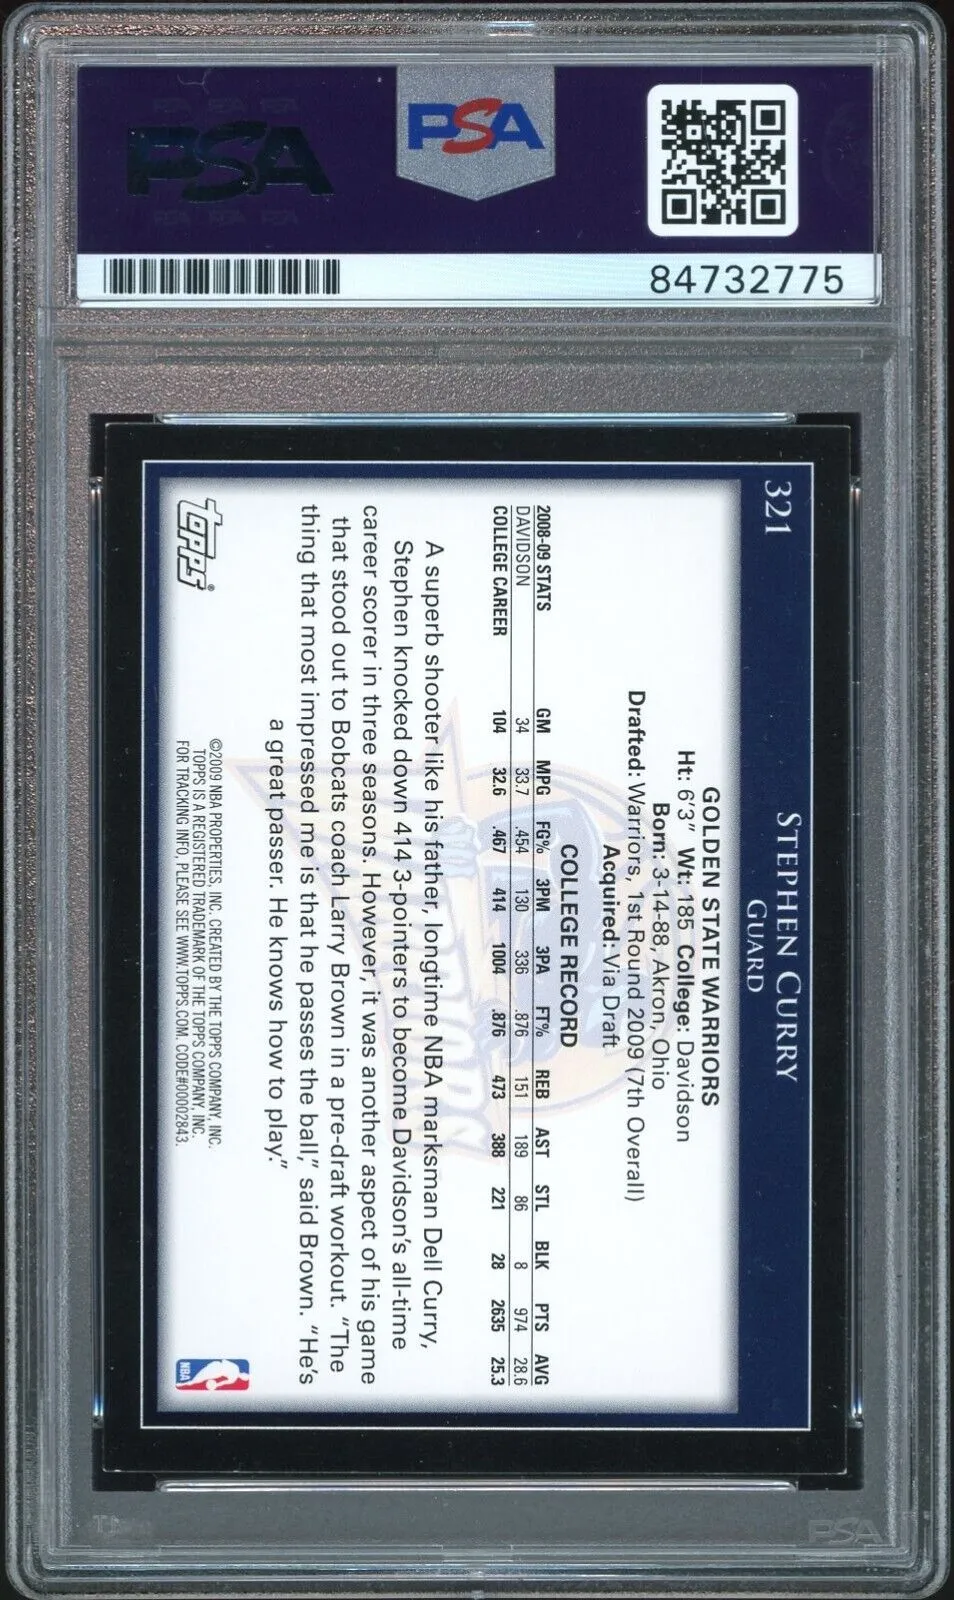 PSA
PSA
84732775
321
STEPHEN CURRY
GUARD
GOLDEN STATE WARRIORS
Ht: 6'3" Wt: 185 College: Davidson
Born: 3-14-88, Akron, Ohio
Drafted: Warriors, 1st Round 2009 (7th Overall)
Acquired: Via Draft
COLLEGE RECORD
2008-09 STATS GM MPG FG% 3PM 3PA FT% REB AST STL BLK PTS AVG
DAVIDSON 34 33.7 .454 130 336 .876 151 189 86 8 974 28.6
COLLEGE CAREER 104 32.6 .467 414 1004 .876 473 388 221 28 2635 25.3
A superb shooter like his father, longtime NBA marksman Dell Curry,
Stephen knocked down 414 3-pointers to become Davidson's all-time
career scorer in three seasons. However, it was another aspect of his game
that stood out to Bobcats coach Larry Brown in a pre-draft workout. "The
thing that most impressed me is that he passes the ball," said Brown. "He's
a great passer. He knows how to play."
topps®
©2009 NBA PROPERTIES, INC. CREATED BY THE TOPPS COMPANY, INC.
TOPPS IS A REGISTERED TRADEMARK OF THE TOPPS COMPANY, INC.
FOR TRACKING INFO, PLEASE SEE WWW.TOPPS.COM. CODE#00002843.
NBA
PSA